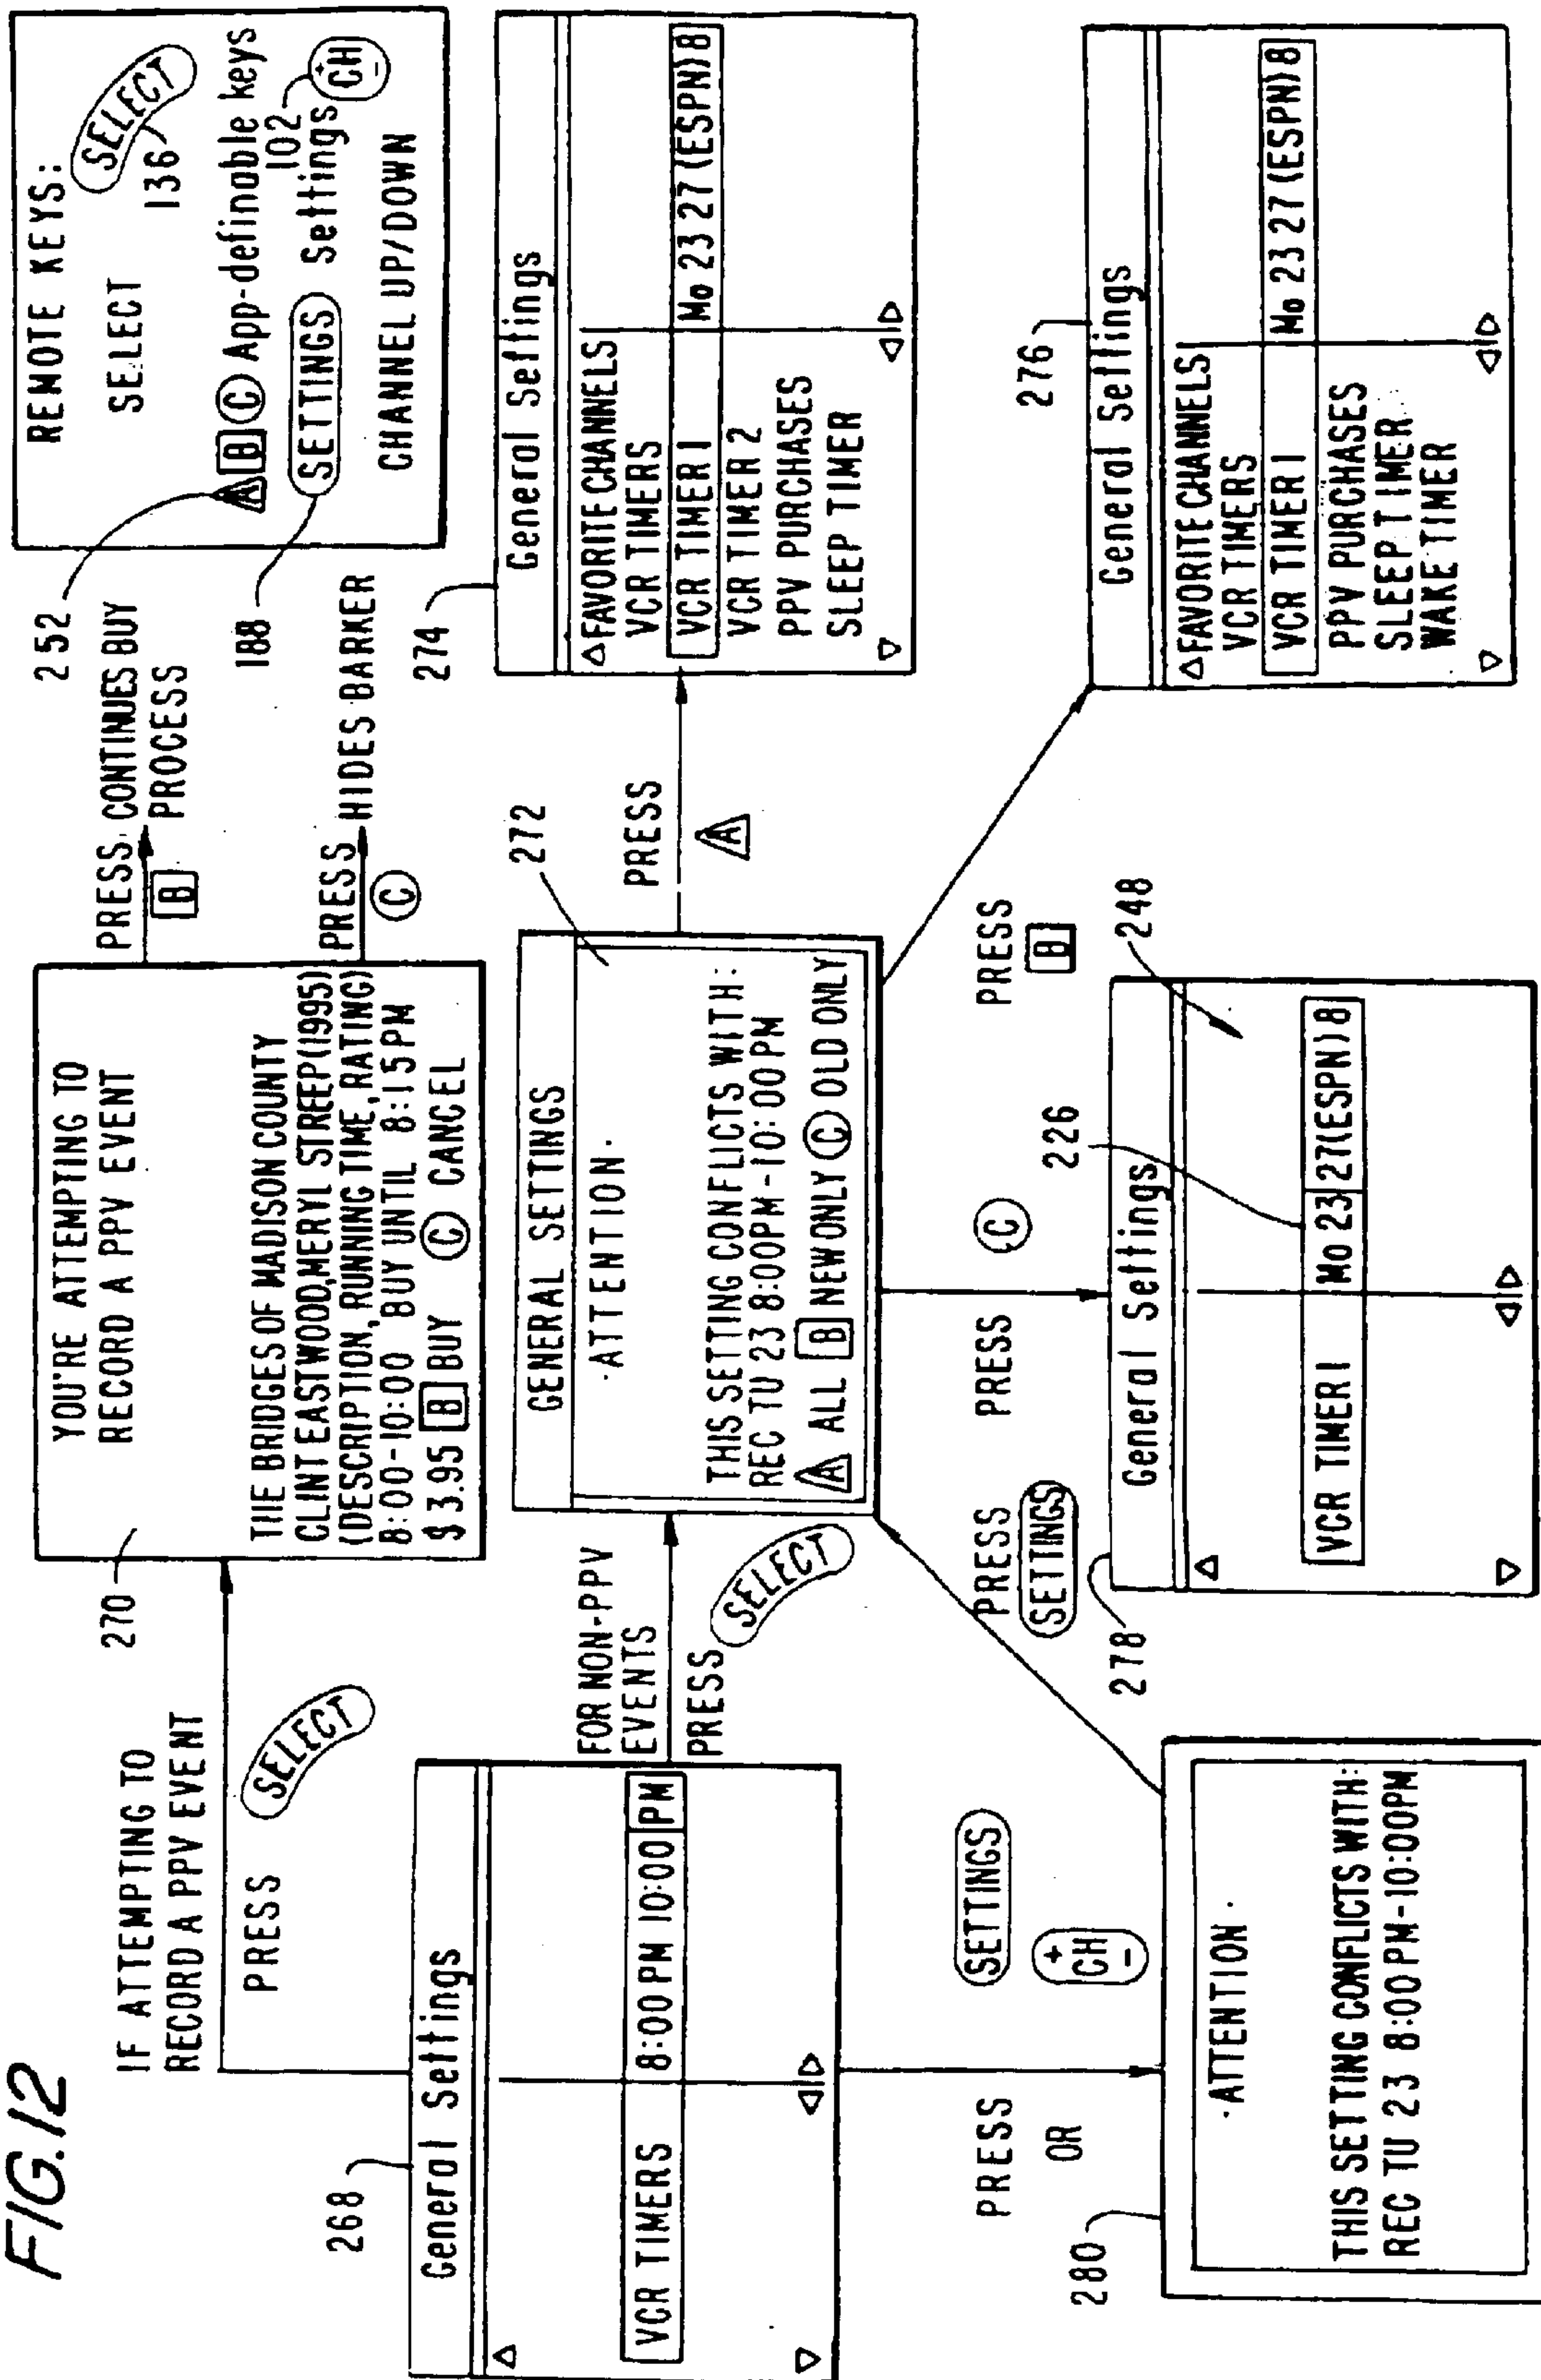 FIG.12
IF ATTEMPTING TO
RECORD A PPV EVENT
PRESS
SELECT
268
General Settings
VCR TIMERS 8:00 PM 10:00 PM
270
YOU'RE ATTEMPTING TO
RECORD A PPV EVENT
THE BRIDGES OF MADISON COUNTY
CLINT EASTWOOD, MERYL STREEP (1995)
(DESCRIPTION, RUNNING TIME, RATING)
8:00-10:00 BUY UNTIL 8:15PM
$3.95 B BUY C CANCEL
PRESS CONTINUES BUY
B PROCESS
PRESS HIDES BARKER
C
REMOTE KEYS:
SELECT SELECT
136
252
A B C App-definable keys
102
188
SETTINGS Settings
CH + -
CHANNEL UP/DOWN
FOR NON-PPV
EVENTS
PRESS
SELECT
272
GENERAL SETTINGS
·ATTENTION·
THIS SETTING CONFLICTS WITH:
REC TU 23 8:00PM-10:00PM
A ALL B NEW ONLY C OLD ONLY
PRESS
A
274
General Settings
FAVORITE CHANNELS
VCR TIMERS
VCR TIMER 1 Mo 23 27 (ESPN) 8
VCR TIMER 2
PPV PURCHASES
SLEEP TIMER
PRESS SETTINGS
OR + CH -
280
·ATTENTION·
THIS SETTING CONFLICTS WITH:
REC TU 23 8:00PM-10:00PM
PRESS
SETTINGS
PRESS C
278
General Settings
226
248
VCR TIMER 1 Mo 23 27(ESPN) 8
PRESS
B
276
General Settings
FAVORITE CHANNELS
VCR TIMERS
VCR TIMER 1 Mo 23 27 (ESPN) 8
PPV PURCHASES
SLEEP TIMER
WAKE TIMER